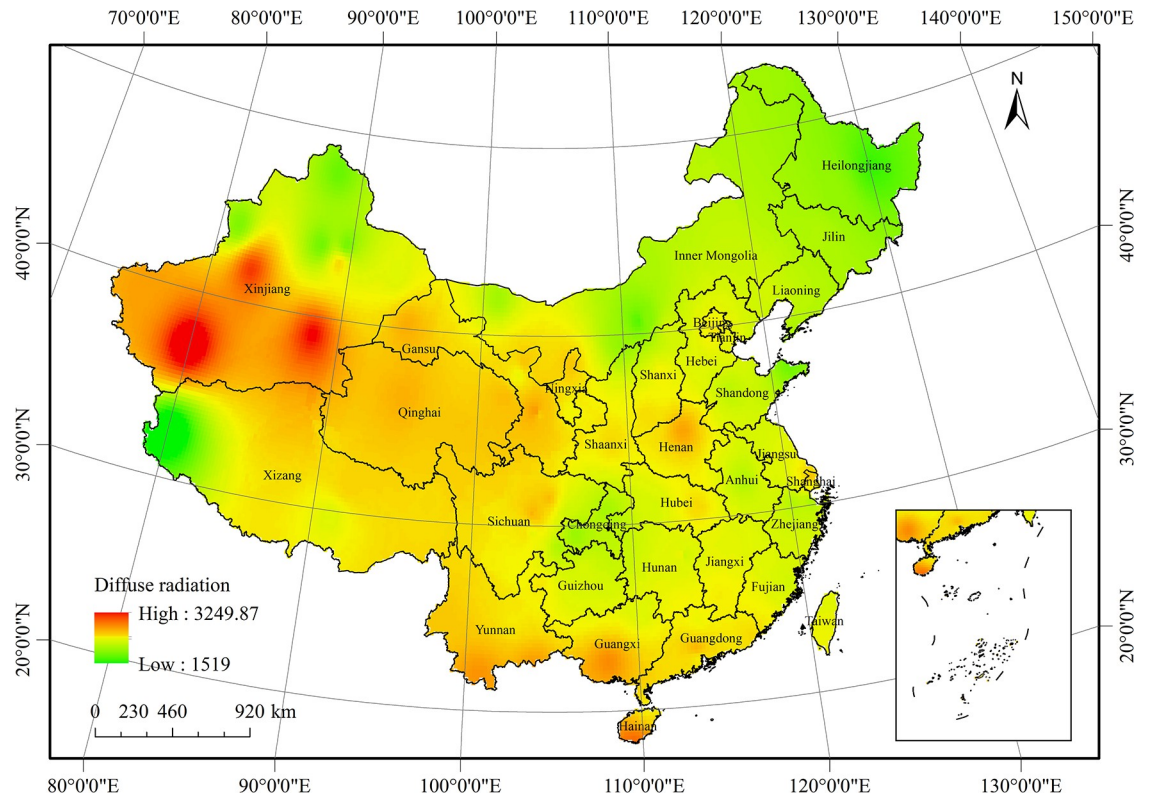 70°0'0"E 80°0'0"E 90°0'0"E 100°0'0"E 110°0'0"E 120°0'0"E 130°0'0"E 140°0'0"E 150°0'0"E
N
Heilongjiang
40°0'0"N
40°0'0"N
Jilin
Inner Mongolia
Xinjiang
Liaoning
Beijing
Tianjin
Gansu
Hebei
Shanxi
Ningxia
Shandong
Qinghai
30°0'0"N
30°0'0"N
Shaanxi
Henan
Jiangsu
Xizang
Anhui
Shanghai
Hubei
Sichuan
Chongqing
Zhejiang
Jiangxi
Hunan
Guizhou
Fujian
Diffuse radiation
High : 3249.87
Low : 1519
Taiwan
Yunnan
Guangxi
Guangdong
20°0'0"N
20°0'0"N
Hainan
0 230 460 920 km
80°0'0"E 90°0'0"E 100°0'0"E 110°0'0"E 120°0'0"E 130°0'0"E